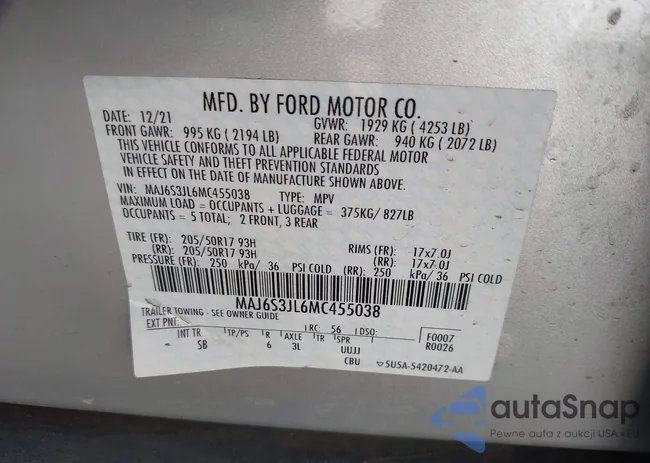 MFD. BY FORD MOTOR CO.
DATE: 12/21 GVWR: 1929 KG ( 4253 LB)
FRONT GAWR: 995 KG ( 2194 LB) REAR GAWR: 940 KG ( 2072 LB)
THIS VEHICLE CONFORMS TO ALL APPLICABLE FEDERAL MOTOR
VEHICLE SAFETY AND THEFT PREVENTION STANDARDS
IN EFFECT ON THE DATE OF MANUFACTURE SHOWN ABOVE.
VIN: MAJ6S3JL6MC455038 TYPE: MPV
MAXIMUM LOAD = OCCUPANTS + LUGGAGE = 375KG/ 827LB
OCCUPANTS = 5 TOTAL; 2 FRONT, 3 REAR
TIRE (FR): 205/50R17 93H RIMS (FR): 17x7.0J
(RR): 205/50R17 93H (RR): 17x7.0J
PRESSURE (FR): 250 kPa/ 36 PSI COLD (RR): 250 kPa/ 36 PSI COLD
MAJ6S3JL6MC455038
TRAILER TOWING - SEE OWNER GUIDE
EXT PNT: RC: 56 DSO: F0007
INT TR TP/PS R AXLE TR SPR R0026
SB 6 3L UUJJ
CBU 5U5A-5420472-AA
autaSnap
Pewne auta z aukcji USA